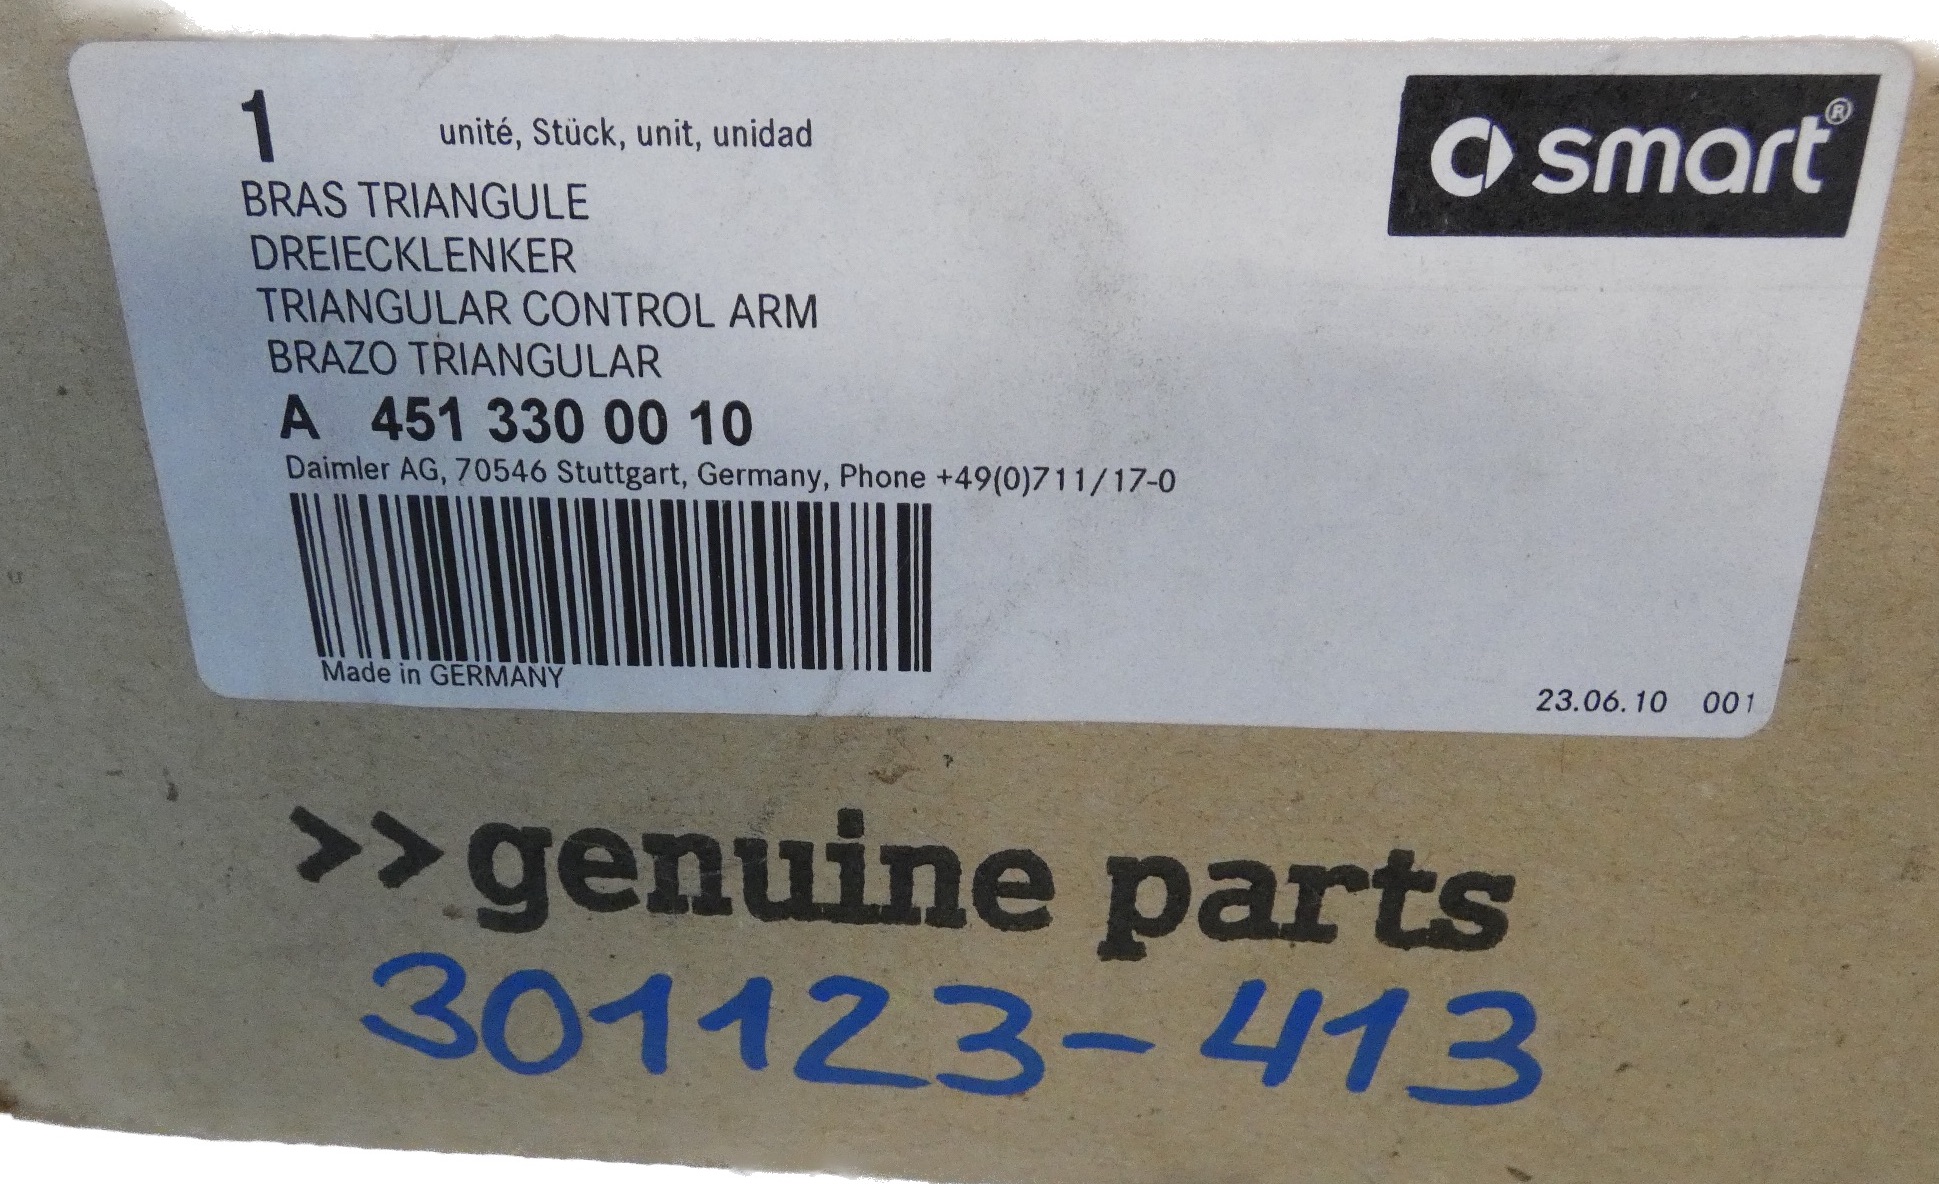 1 unité, Stück, unit, unidad
smart®
BRAS TRIANGULE
DREIECKLENKER
TRIANGULAR CONTROL ARM
BRAZO TRIANGULAR
A 451 330 00 10
Daimler AG, 70546 Stuttgart, Germany, Phone +49(0)711/17-0
Made in GERMANY
23.06.10 001
>>genuine parts
301123-413